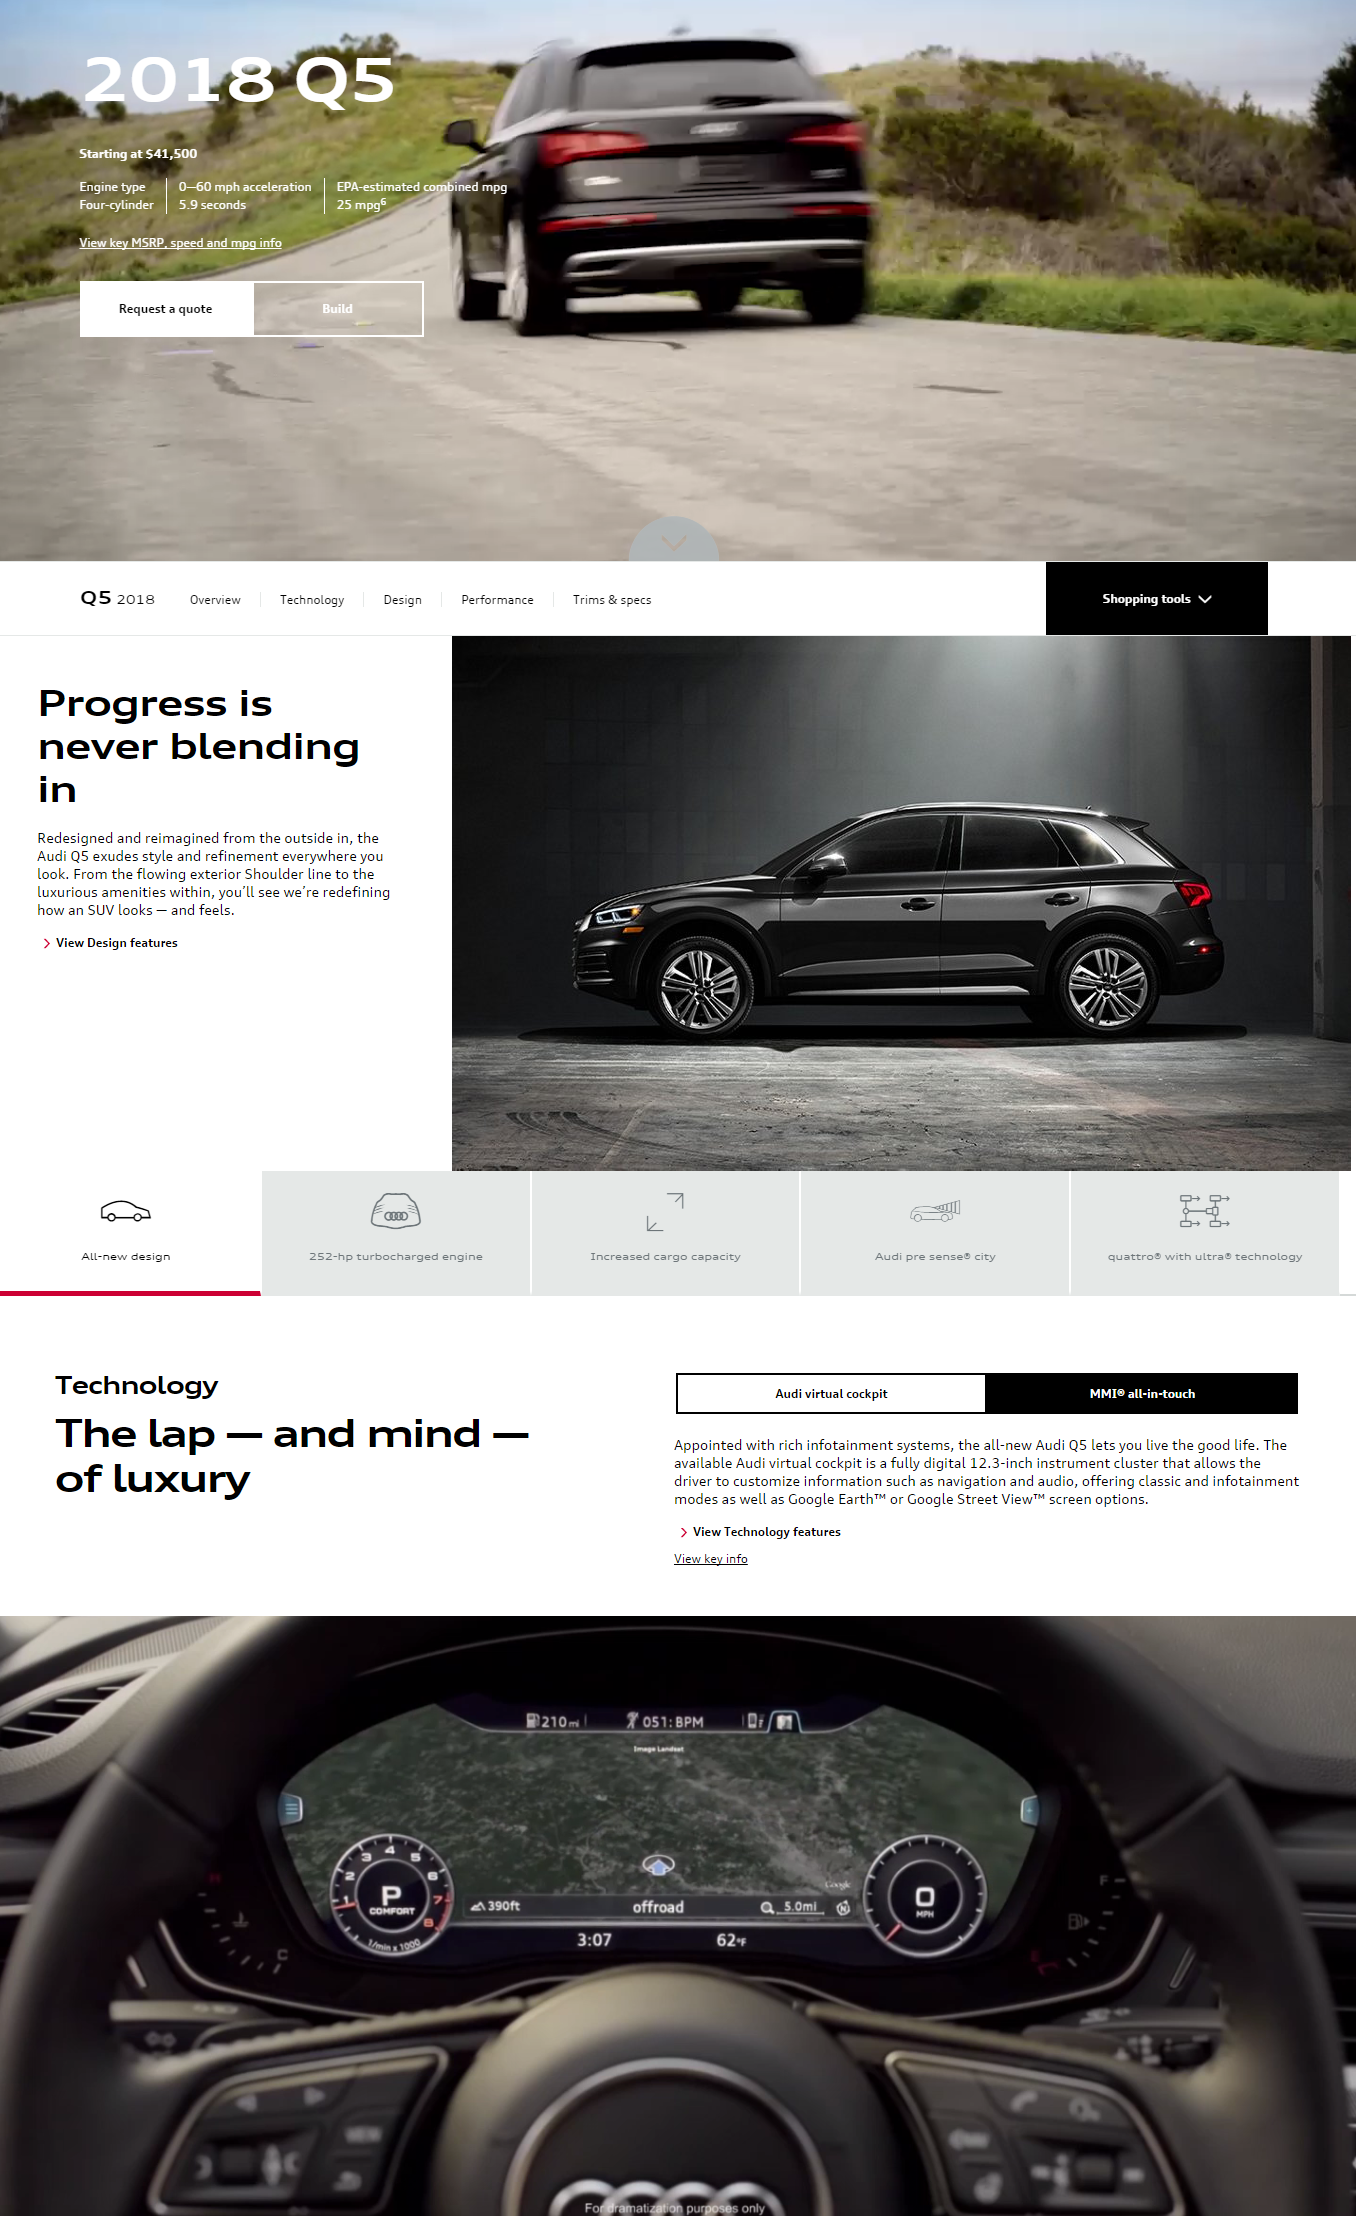 2018 Q5
Starting at $41,500
Engine type
Four-cylinder
0—60 mph acceleration
5.9 seconds
EPA-estimated combined mpg
25 mpg6
View key MSRP, speed and mpg info
Request a quote
Build
Q5 2018
Overview
Technology
Design
Performance
Trims & specs
Shopping tools
Progress is
never blending
in
Redesigned and reimagined from the outside in, the
Audi Q5 exudes style and refinement everywhere you
look. From the flowing exterior Shoulder line to the
luxurious amenities within, you’ll see we’re redefining
how an SUV looks — and feels.
View Design features
All-new design
252-hp turbocharged engine
Increased cargo capacity
Audi pre sense® city
quattro® with ultra® technology
Technology
The lap — and mind —
of luxury
Audi virtual cockpit
MMI® all-in-touch
Appointed with rich infotainment systems, the all-new Audi Q5 lets you live the good life. The
available Audi virtual cockpit is a fully digital 12.3-inch instrument cluster that allows the
driver to customize information such as navigation and audio, offering classic and infotainment
modes as well as Google Earth™ or Google Street View™ screen options.
View Technology features
View key info
210 mi
051: BPM
Image Landsat
Google
1 2 3 4 5 6 7 8
P
COMFORT
1/min x 1000
390ft
offroad
5.0mi
N
0
MPH
3:07
62°F
H
C
F
VIEW
For dramatization purposes only